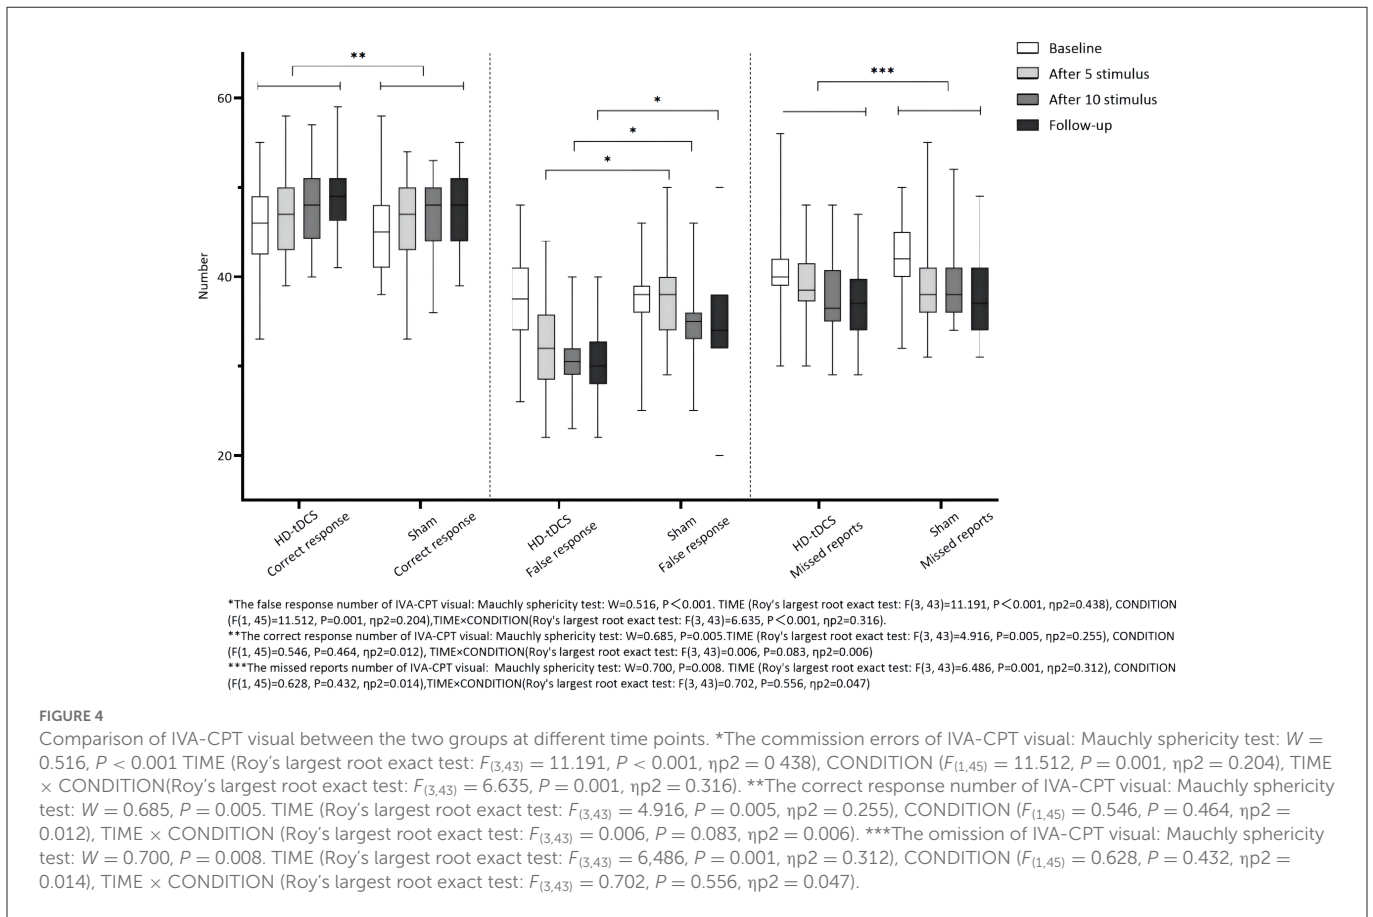 Baseline
After 5 stimulus
After 10 stimulus
Follow-up
**
*
*
*
***
60
40
20
Number
HD-tDCS
Correct response
Sham
Correct response
HD-tDCS
False response
Sham
False response
HD-tDCS
Missed reports
Sham
Missed reports
*The false response number of IVA-CPT visual: Mauchly sphericity test: W=0.516, P<0.001. TIME (Roy's largest root exact test: F(3, 43)=11.191, P<0.001, ηp2=0.438), CONDITION
(F(1, 45)=11.512, P=0.001, ηp2=0.204),TIME×CONDITION(Roy's largest root exact test: F(3, 43)=6.635, P<0.001, ηp2=0.316).
**The correct response number of IVA-CPT visual: Mauchly sphericity test: W=0.685, P=0.005.TIME (Roy's largest root exact test: F(3, 43)=4.916, P=0.005, ηp2=0.255), CONDITION
(F(1, 45)=0.546, P=0.464, ηp2=0.012), TIME×CONDITION(Roy's largest root exact test: F(3, 43)=0.006, P=0.083, ηp2=0.006)
***The missed reports number of IVA-CPT visual: Mauchly sphericity test: W=0.700, P=0.008. TIME (Roy's largest root exact test: F(3, 43)=6.486, P=0.001, ηp2=0.312), CONDITION
(F(1, 45)=0.628, P=0.432, ηp2=0.014),TIME×CONDITION(Roy's largest root exact test: F(3, 43)=0.702, P=0.556, ηp2=0.047)
FIGURE 4
Comparison of IVA-CPT visual between the two groups at different time points. *The commission errors of IVA-CPT visual: Mauchly sphericity test: W =
0.516, P < 0.001 TIME (Roy's largest root exact test: F(3,43) = 11.191, P < 0.001, ηp2 = 0 438), CONDITION (F(1,45) = 11.512, P = 0.001, ηp2 = 0.204), TIME
× CONDITION(Roy's largest root exact test: F(3,43) = 6.635, P = 0.001, ηp2 = 0.316). **The correct response number of IVA-CPT visual: Mauchly sphericity
test: W = 0.685, P = 0.005. TIME (Roy's largest root exact test: F(3,43) = 4.916, P = 0.005, ηp2 = 0.255), CONDITION (F(1,45) = 0.546, P = 0.464, ηp2 =
0.012), TIME × CONDITION (Roy's largest root exact test: F(3,43) = 0.006, P = 0.083, ηp2 = 0.006). ***The omission of IVA-CPT visual: Mauchly sphericity
test: W = 0.700, P = 0.008. TIME (Roy's largest root exact test: F(3,43) = 6,486, P = 0.001, ηp2 = 0.312), CONDITION (F(1,45) = 0.628, P = 0.432, ηp2 =
0.014), TIME × CONDITION (Roy's largest root exact test: F(3,43) = 0.702, P = 0.556, ηp2 = 0.047).